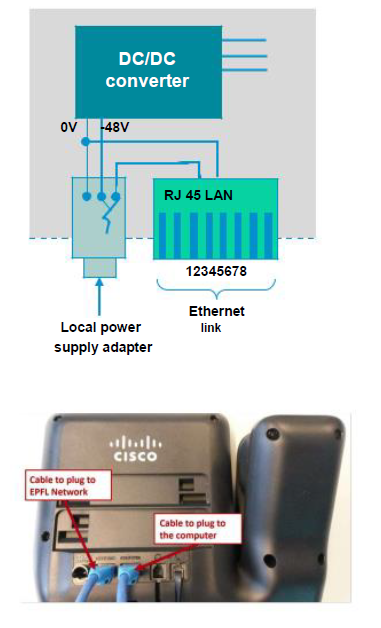 DC/DC
converter
0V -48V
RJ 45 LAN
12345678
Ethernet
link
Local power
supply adapter
CISCO
Cable to plug to
EPFL Network
Cable to plug to
the computer